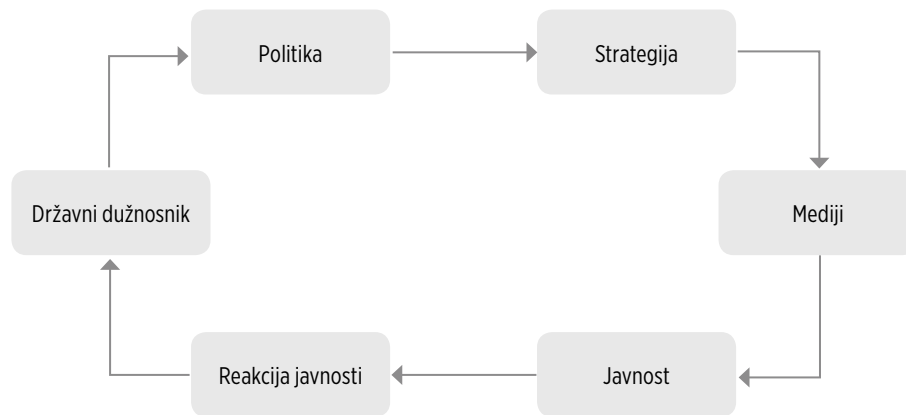 Politika
Strategija
Državni dužnosnik
Mediji
Reakcija javnosti
Javnost